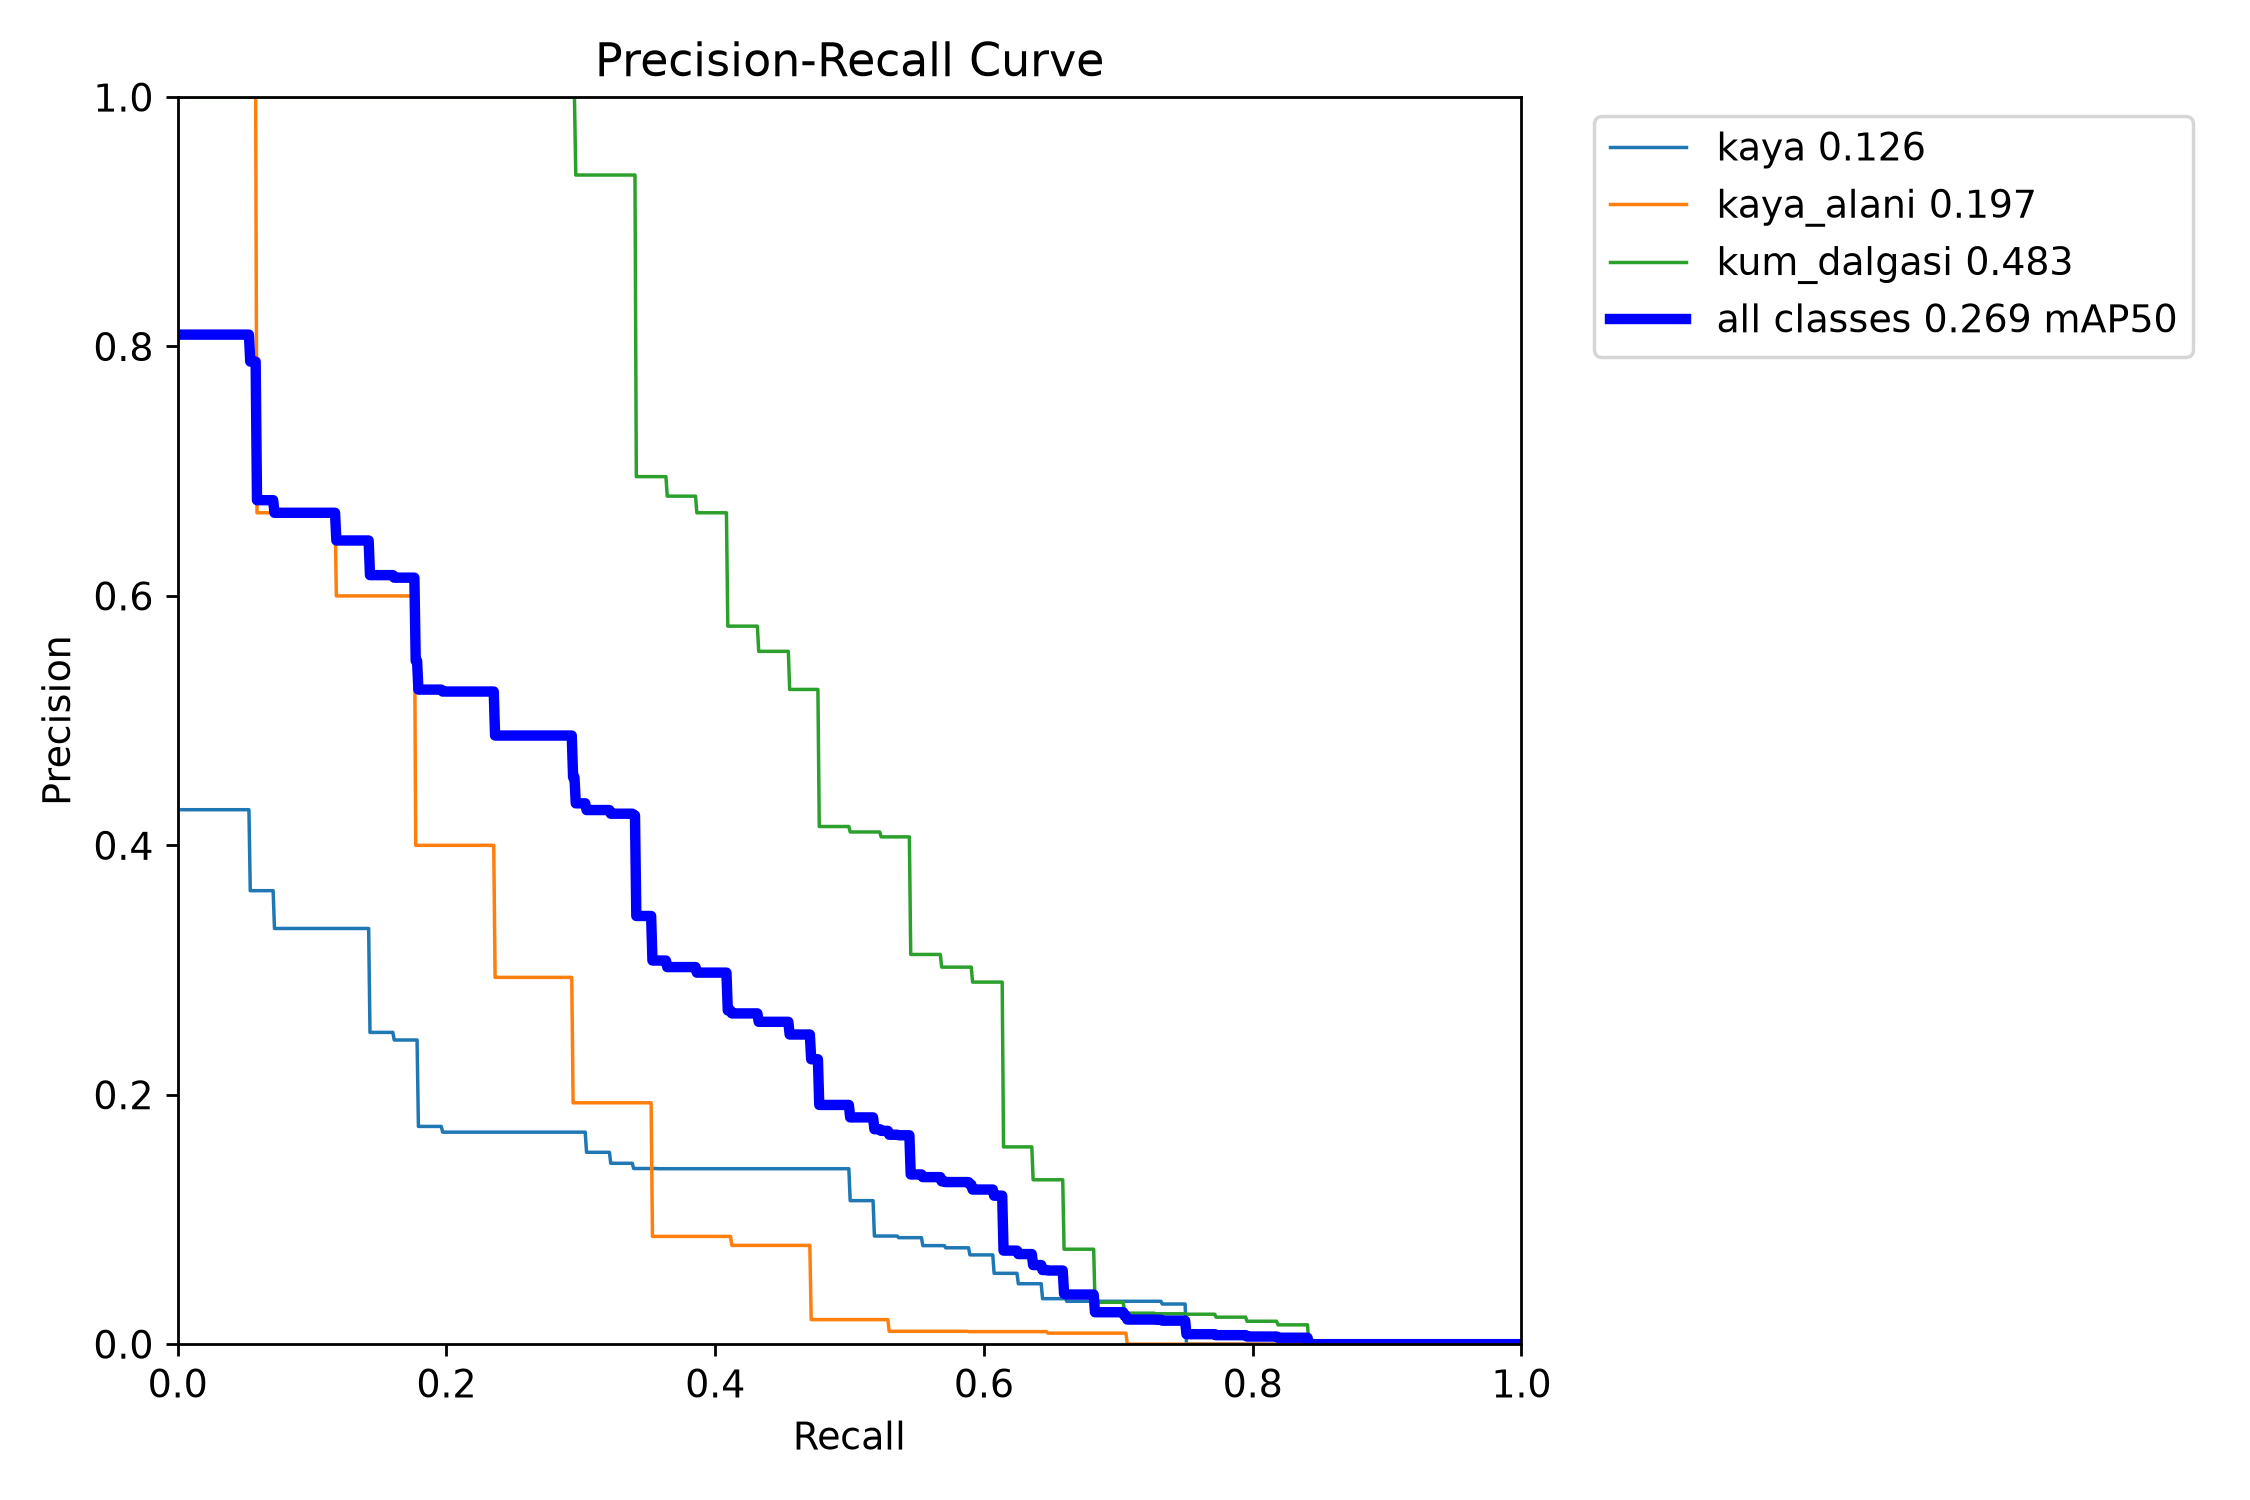 Precision-Recall Curve
1.0
0.8
0.6
0.4
0.2
0.0
Precision
0.0 0.2 0.4 0.6 0.8 1.0
Recall
kaya 0.126
kaya_alani 0.197
kum_dalgasi 0.483
all classes 0.269 mAP50